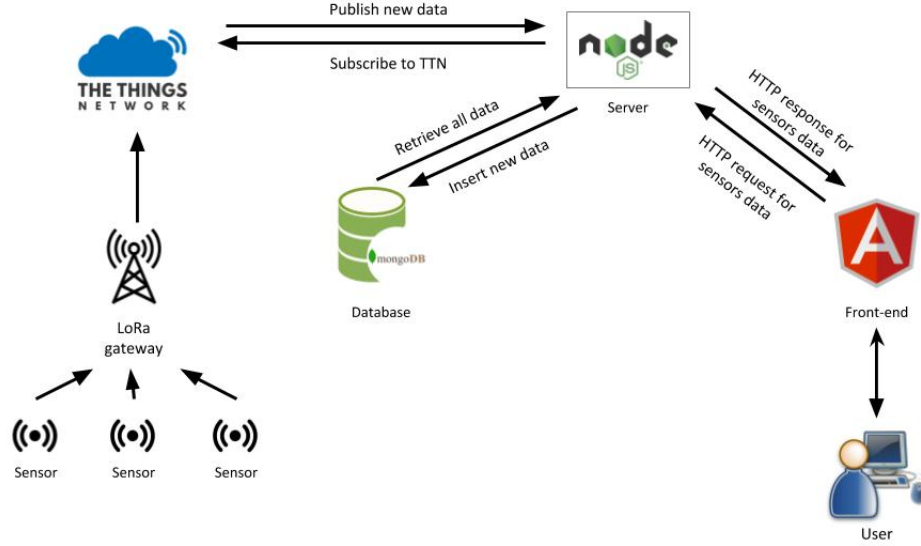 Publish new data
Subscribe to TTN
THE THINGS
NETWORK
node
JS
Server
Retrieve all data
Insert new data
HTTP response for
sensors data
HTTP request for
sensors data
mongoDB
Database
Front-end
LoRa
gateway
Sensor
Sensor
Sensor
User